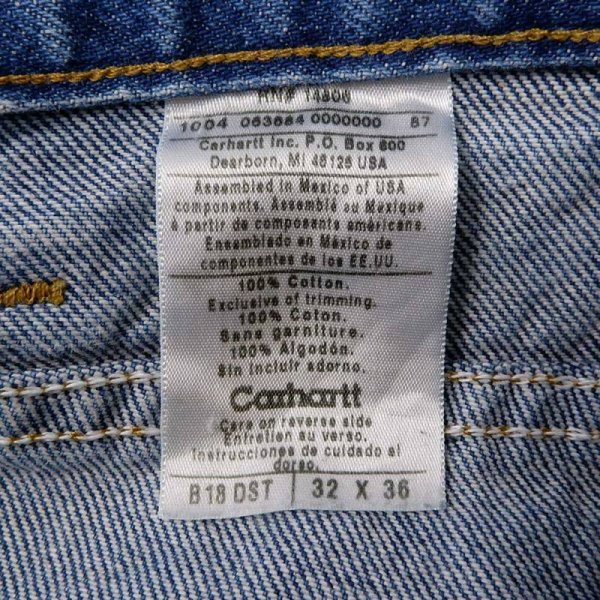 RN# 14806
1004 063684 0000000 87
Carhartt Inc. P.O. Box 600
Dearborn, MI 48126 USA
Assembled in Mexico of USA
components. Assemblé au Mexique
à partir de composants américains.
Ensamblado en México de
componentes de los EE.UU.
100% Cotton.
Exclusive of trimming.
100% Coton.
Sans garniture.
100% Algodón.
Sin incluir adorno.
Carhartt
Care on reverse side
Entretien au verso.
Instrucciones de cuidado al
dorso.
B18 DST | 32 X 36